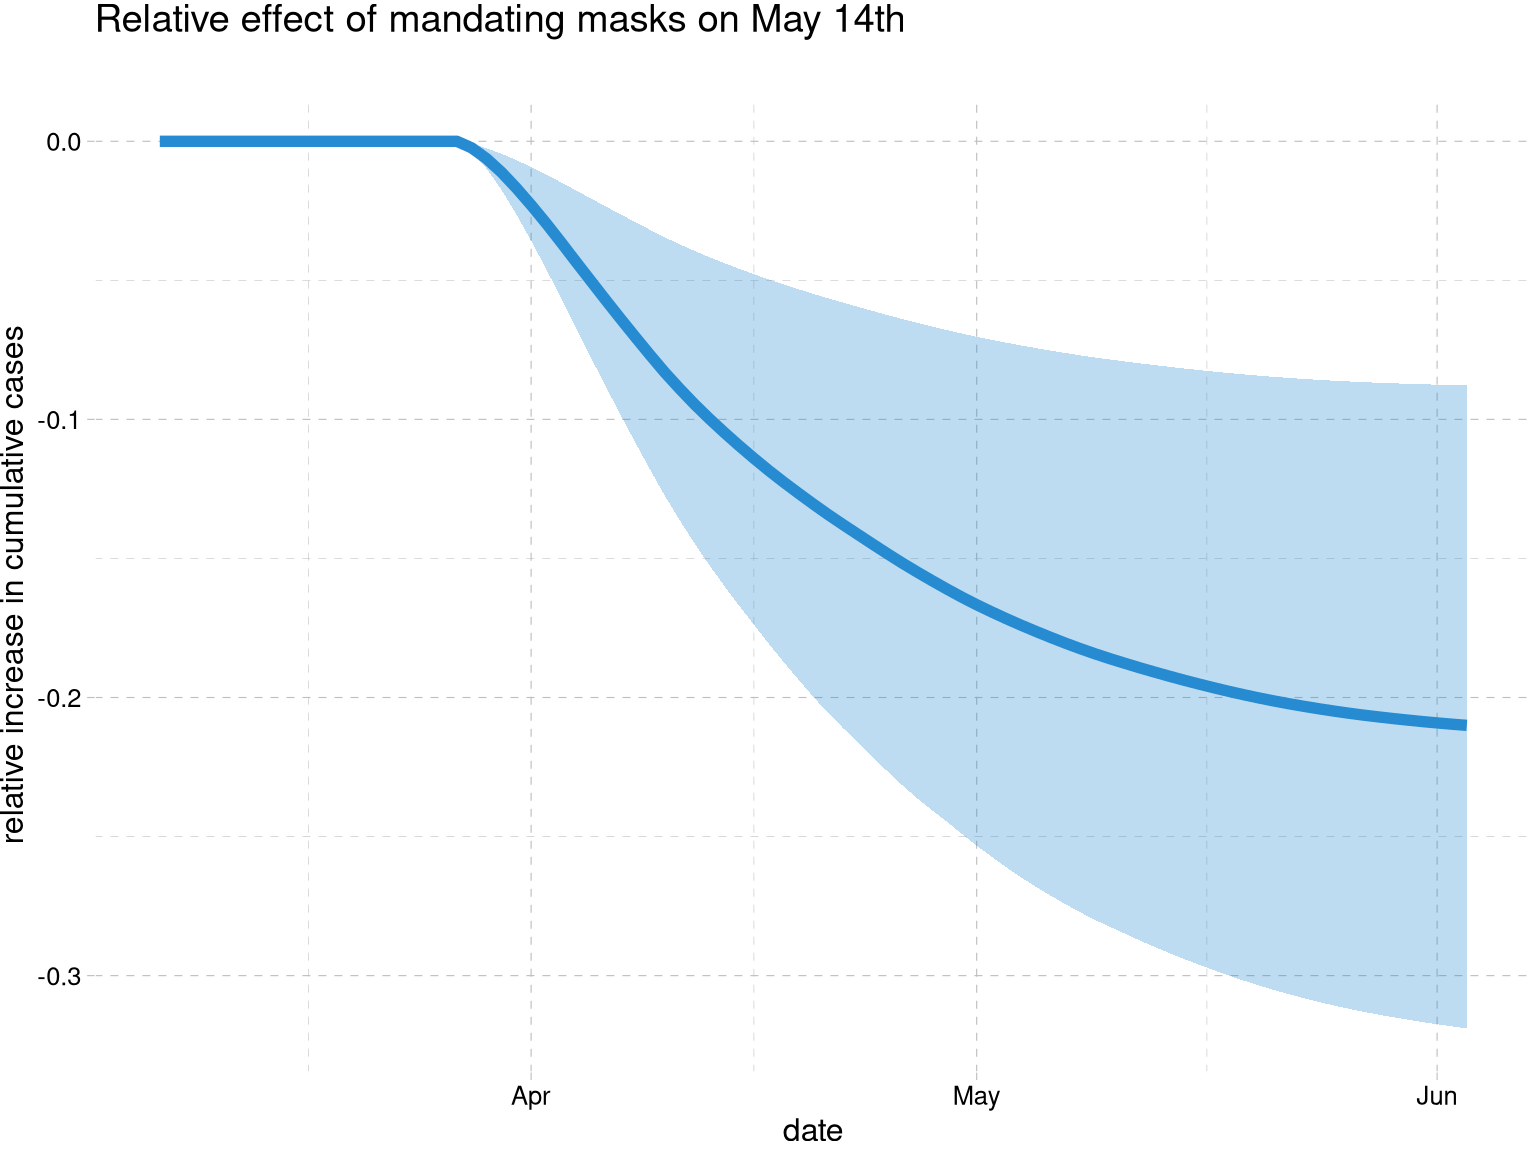 Relative effect of mandating masks on May 14th
relative increase in cumulative cases
0.0
-0.1
-0.2
-0.3
Apr
May
Jun
date